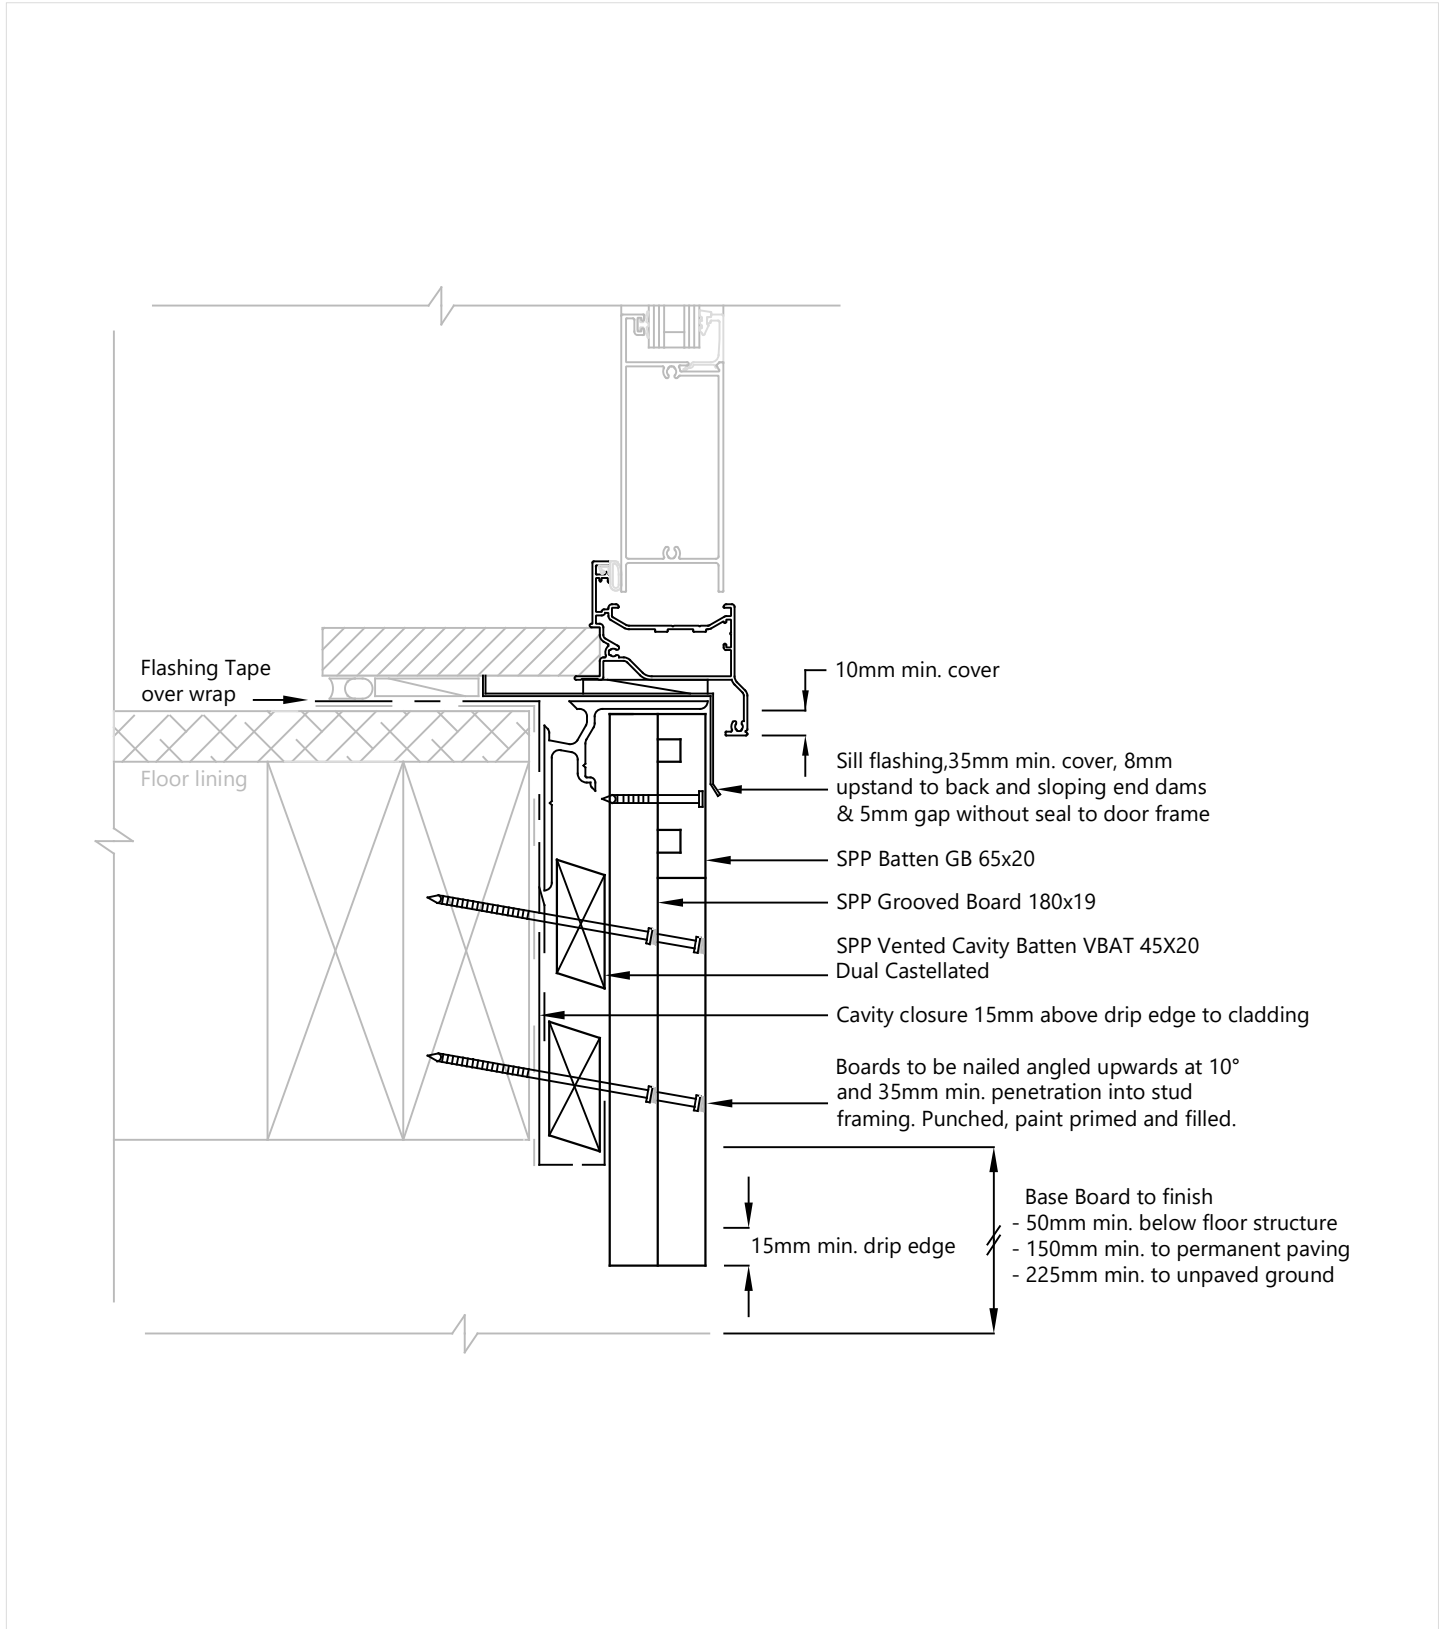 Flashing Tape
over wrap
Floor lining
10mm min. cover
Sill flashing,35mm min. cover, 8mm
upstand to back and sloping end dams
& 5mm gap without seal to door frame
SPP Batten GB 65x20
SPP Grooved Board 180x19
SPP Vented Cavity Batten VBAT 45X20
Dual Castellated
Cavity closure 15mm above drip edge to cladding
Boards to be nailed angled upwards at 10°
and 35mm min. penetration into stud
framing. Punched, paint primed and filled.
15mm min. drip edge
Base Board to finish
- 50mm min. below floor structure
- 150mm min. to permanent paving
- 225mm min. to unpaved ground